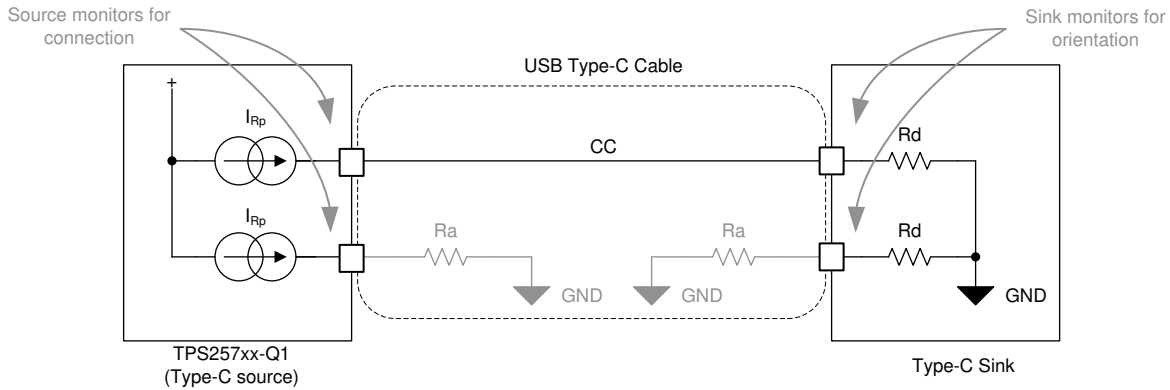 Source monitors for
connection
Sink monitors for
orientation
USB Type-C Cable
+
IRp
CC
Rd
IRp
Ra
Ra
Rd
GND
GND
GND
TPS257xx-Q1
(Type-C source)
Type-C Sink